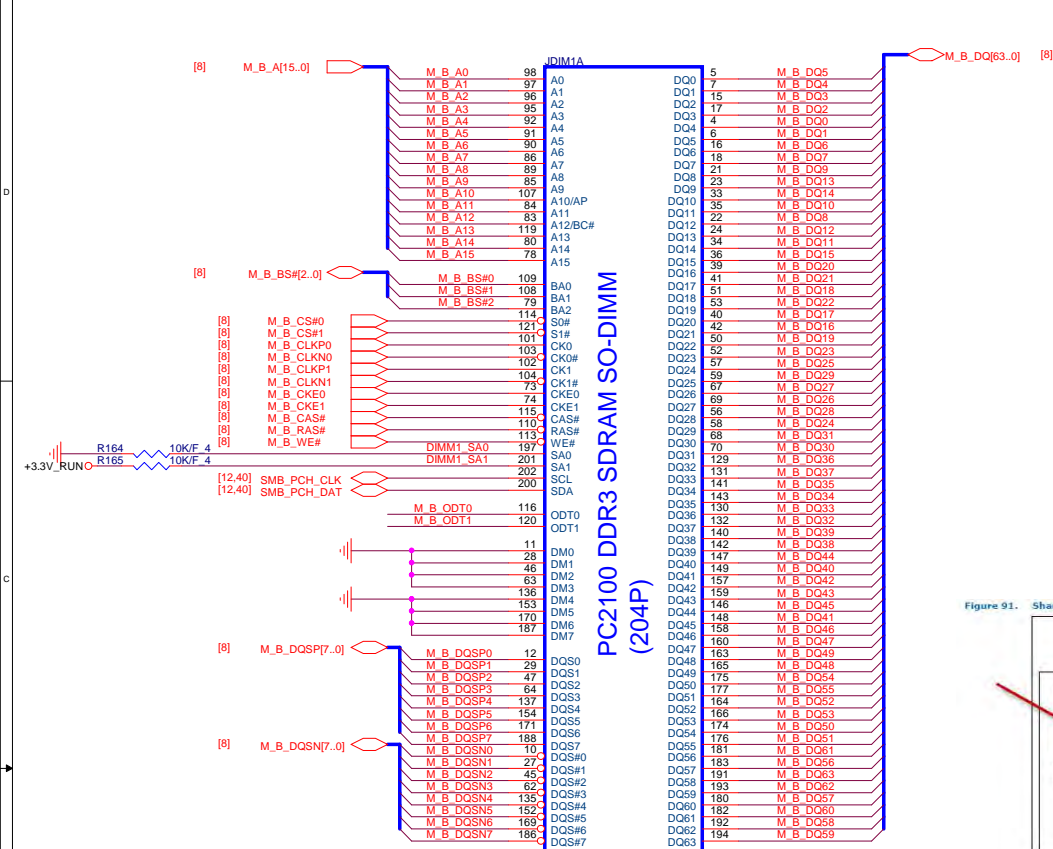 [8] M_B_A[15..0]
JDIM1A
M_B_DQ[63..0] [8]
M_B_A0 98 A0
M_B_A1 97 A1
M_B_A2 96 A2
M_B_A3 95 A3
M_B_A4 92 A4
M_B_A5 91 A5
M_B_A6 90 A6
M_B_A7 86 A7
M_B_A8 89 A8
M_B_A9 85 A9
M_B_A10 107 A10/AP
M_B_A11 84 A11
M_B_A12 83 A12/BC#
M_B_A13 119 A13
M_B_A14 80 A14
M_B_A15 78 A15
[8] M_B_BS#[2..0]
M_B_BS#0 109 BA0
M_B_BS#1 108 BA1
M_B_BS#2 79 BA2
[8] M_B_CS#0 114 S0#
[8] M_B_CS#1 121 S1#
[8] M_B_CLKP0 101 CK0
[8] M_B_CLKN0 103 CK0#
[8] M_B_CLKP1 102 CK1
[8] M_B_CLKN1 104 CK1#
[8] M_B_CKE0 73 CKE0
[8] M_B_CKE1 74 CKE1
[8] M_B_CAS# 115 CAS#
[8] M_B_RAS# 110 RAS#
[8] M_B_WE# 113 WE#
R164 10K/F_4 DIMM1_SA0 197 SA0
+3.3V_RUN R165 10K/F_4 DIMM1_SA1 201 SA1
[12,40] SMB_PCH_CLK 202 SCL
[12,40] SMB_PCH_DAT 200 SDA
M_B_ODT0 116 ODT0
M_B_ODT1 120 ODT1
11 DM0
28 DM1
46 DM2
63 DM3
136 DM4
153 DM5
170 DM6
187 DM7
[8] M_B_DQSP[7..0]
M_B_DQSP0 12 DQS0
M_B_DQSP1 29 DQS1
M_B_DQSP2 47 DQS2
M_B_DQSP3 64 DQS3
M_B_DQSP4 137 DQS4
M_B_DQSP5 154 DQS5
M_B_DQSP6 171 DQS6
M_B_DQSP7 188 DQS7
[8] M_B_DQSN[7..0]
M_B_DQSN0 10 DQS#0
M_B_DQSN1 27 DQS#1
M_B_DQSN2 45 DQS#2
M_B_DQSN3 62 DQS#3
M_B_DQSN4 135 DQS#4
M_B_DQSN5 152 DQS#5
M_B_DQSN6 169 DQS#6
M_B_DQSN7 186 DQS#7
PC2100 DDR3 SDRAM SO-DIMM
(204P)
DQ0 5 M_B_DQ5
DQ1 7 M_B_DQ4
DQ2 15 M_B_DQ3
DQ3 17 M_B_DQ2
DQ4 4 M_B_DQ0
DQ5 6 M_B_DQ1
DQ6 16 M_B_DQ6
DQ7 18 M_B_DQ7
DQ8 21 M_B_DQ9
DQ9 23 M_B_DQ13
DQ10 33 M_B_DQ14
DQ11 35 M_B_DQ10
DQ12 22 M_B_DQ8
DQ13 24 M_B_DQ12
DQ14 34 M_B_DQ11
DQ15 36 M_B_DQ15
DQ16 39 M_B_DQ20
DQ17 41 M_B_DQ21
DQ18 51 M_B_DQ18
DQ19 53 M_B_DQ22
DQ20 40 M_B_DQ17
DQ21 42 M_B_DQ16
DQ22 50 M_B_DQ19
DQ23 52 M_B_DQ23
DQ24 57 M_B_DQ25
DQ25 59 M_B_DQ29
DQ26 67 M_B_DQ27
DQ27 69 M_B_DQ26
DQ28 56 M_B_DQ28
DQ29 58 M_B_DQ24
DQ30 68 M_B_DQ31
DQ31 70 M_B_DQ30
DQ32 129 M_B_DQ36
DQ33 131 M_B_DQ37
DQ34 141 M_B_DQ35
DQ35 143 M_B_DQ34
DQ36 130 M_B_DQ33
DQ37 132 M_B_DQ32
DQ38 140 M_B_DQ39
DQ39 142 M_B_DQ38
DQ40 147 M_B_DQ44
DQ41 149 M_B_DQ40
DQ42 157 M_B_DQ42
DQ43 159 M_B_DQ43
DQ44 146 M_B_DQ45
DQ45 148 M_B_DQ41
DQ46 158 M_B_DQ46
DQ47 160 M_B_DQ47
DQ48 163 M_B_DQ49
DQ49 165 M_B_DQ48
DQ50 175 M_B_DQ54
DQ51 177 M_B_DQ55
DQ52 164 M_B_DQ52
DQ53 166 M_B_DQ53
DQ54 174 M_B_DQ50
DQ55 176 M_B_DQ51
DQ56 181 M_B_DQ61
DQ57 183 M_B_DQ56
DQ58 191 M_B_DQ63
DQ59 193 M_B_DQ62
DQ60 180 M_B_DQ57
DQ61 182 M_B_DQ60
DQ62 192 M_B_DQ58
DQ63 194 M_B_DQ59
D
C
Figure 91.